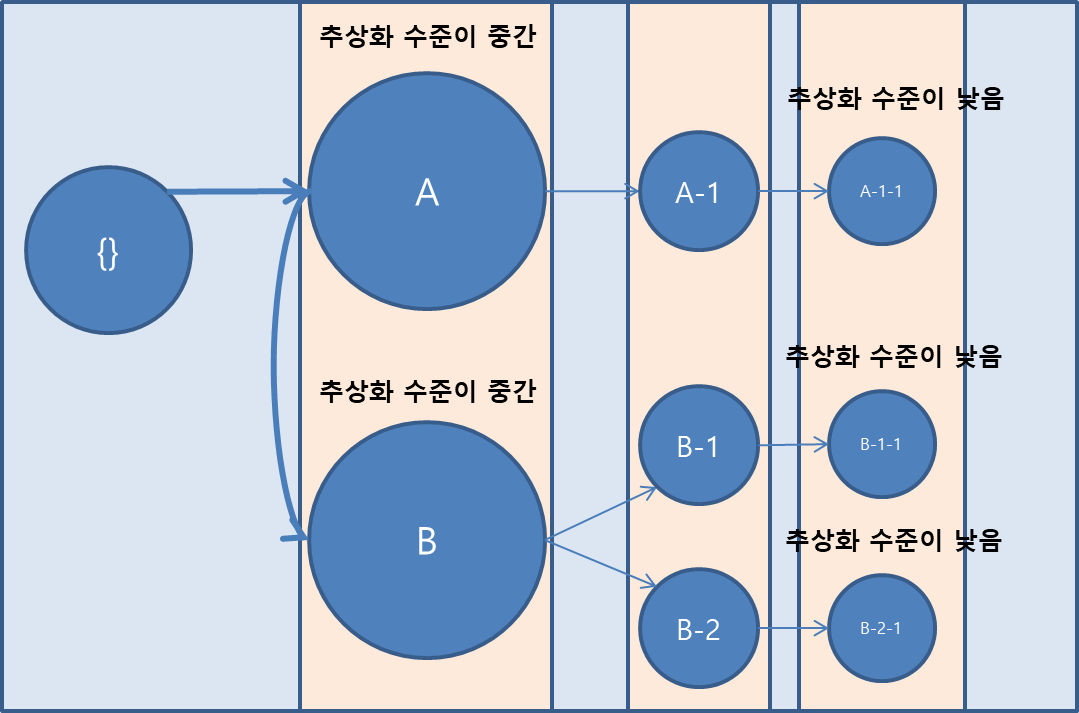 추상화 수준이 중간
추상화 수준이 낮음
{}
A
A-1
A-1-1
추상화 수준이 중간
추상화 수준이 낮음
B
B-1
B-1-1
추상화 수준이 낮음
B-2
B-2-1